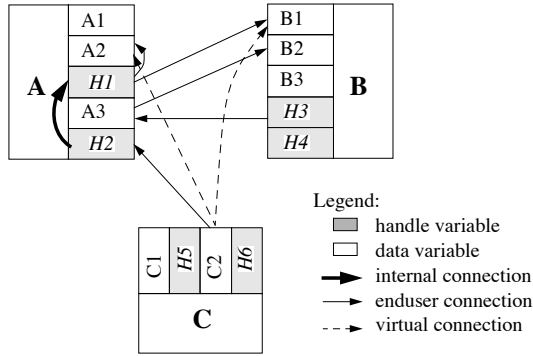 A1
A2
H1
A3
H2
A
B1
B2
B3
H3
H4
B
C1
H5
C2
H6
C
Legend:
handle variable
data variable
internal connection
enduser connection
virtual connection